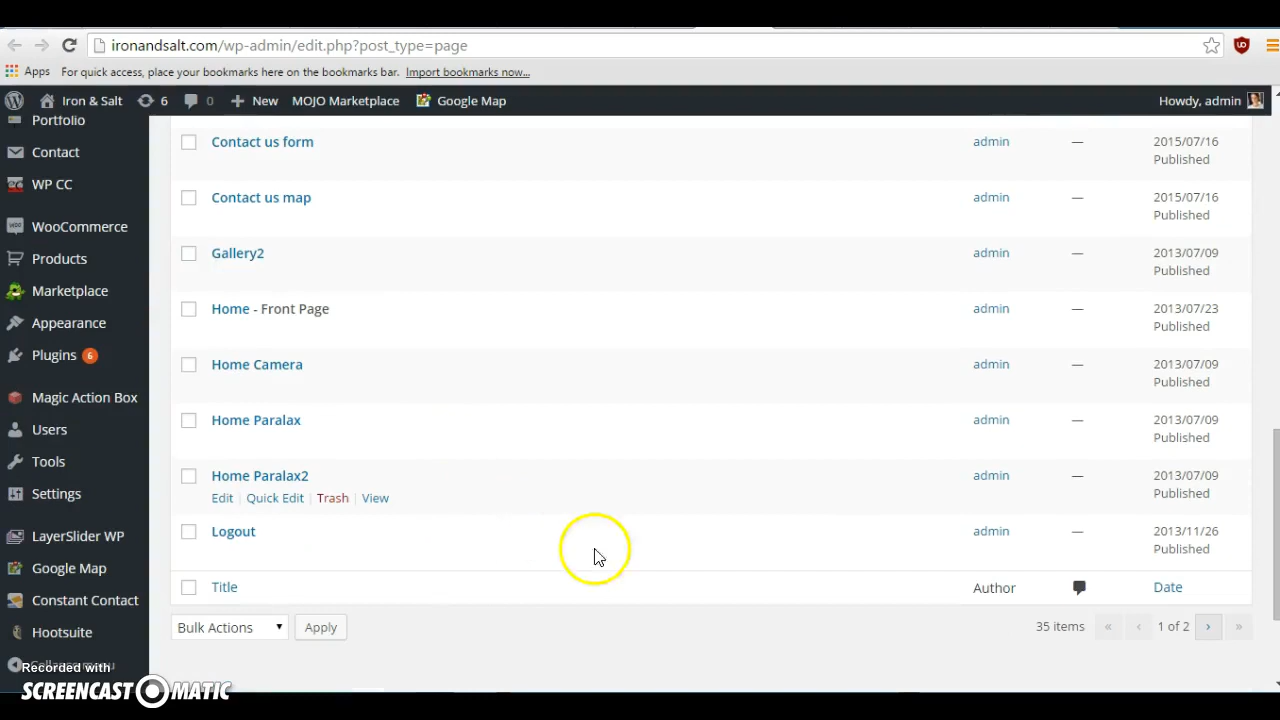 ironandsalt.com/wp-admin/edit.php?post_type=page
Apps For quick access, place your bookmarks here on the bookmarks bar. Import bookmarks now...
Iron & Salt 6 0 New MOJO Marketplace Google Map Howdy, admin
Portfolio
Contact
WP CC
WooCommerce
Products
Marketplace
Appearance
Plugins 6
Magic Action Box
Users
Tools
Settings
LayerSlider WP
Google Map
Constant Contact
Hootsuite
Contact us form admin — 2015/07/16
Published
Contact us map admin — 2015/07/16
Published
Gallery2 admin — 2013/07/09
Published
Home - Front Page admin — 2013/07/23
Published
Home Camera admin — 2013/07/09
Published
Home Paralax admin — 2013/07/09
Published
Home Paralax2 admin — 2013/07/09
Edit | Quick Edit | Trash | View Published
Logout admin — 2013/11/26
Published
Title Author Date
Bulk Actions Apply 35 items « ‹ 1 of 2 › »
Recorded with
SCREENCAST-O-MATIC